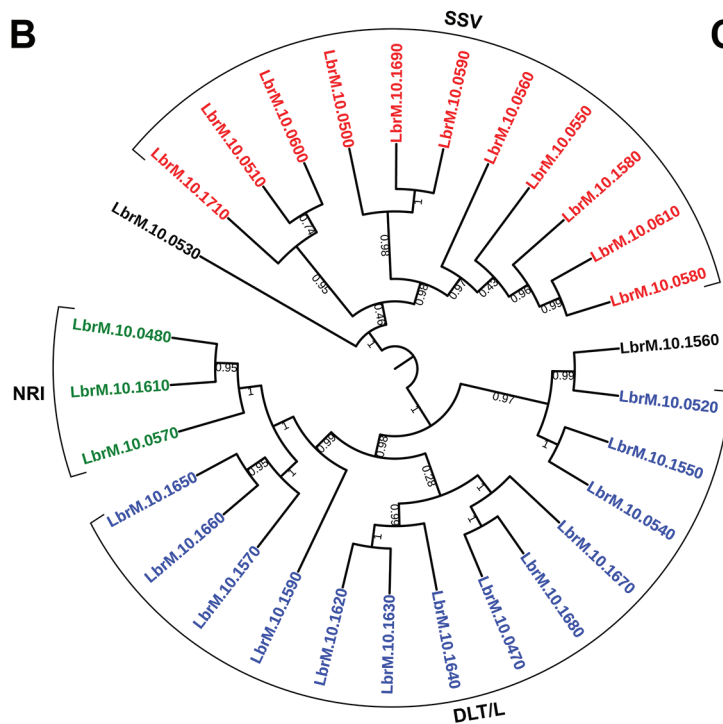 B
SSV
LbrM.10.1710
LbrM.10.0510
LbrM.10.0600
LbrM.10.0500
LbrM.10.1690
LbrM.10.0590
LbrM.10.0560
LbrM.10.0550
LbrM.10.1580
LbrM.10.0610
LbrM.10.0580
LbrM.10.0530
LbrM.10.1560
LbrM.10.0520
LbrM.10.1550
LbrM.10.0540
LbrM.10.1670
LbrM.10.1680
LbrM.10.0470
LbrM.10.1640
LbrM.10.1630
LbrM.10.1620
LbrM.10.1590
LbrM.10.1570
LbrM.10.1660
LbrM.10.1650
LbrM.10.0570
LbrM.10.1610
LbrM.10.0480
NRI
DLT/L
0.74
0.95
0.98
1
0.98
0.97
0.43
0.96
0.99
0.46
1
1
0.97
0.99
1
0.98
0.28
1
1
0.99
1
0.99
1
1
0.95
1
0.95